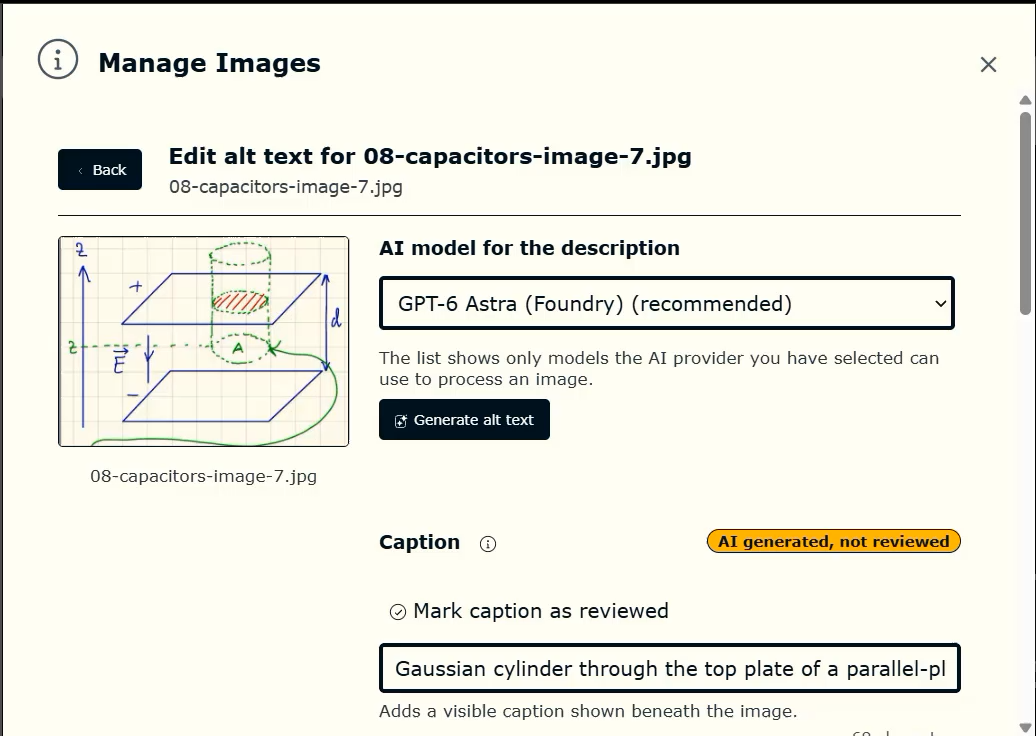 Manage Images
‹ Back
Edit alt text for 08-capacitors-image-7.jpg
08-capacitors-image-7.jpg
z
+
d
z
E
A
−
08-capacitors-image-7.jpg
AI model for the description
GPT-6 Astra (Foundry) (recommended)
The list shows only models the AI provider you have selected can
use to process an image.
Generate alt text
Caption
AI generated, not reviewed
Mark caption as reviewed
Gaussian cylinder through the top plate of a parallel-pl
Adds a visible caption shown beneath the image.